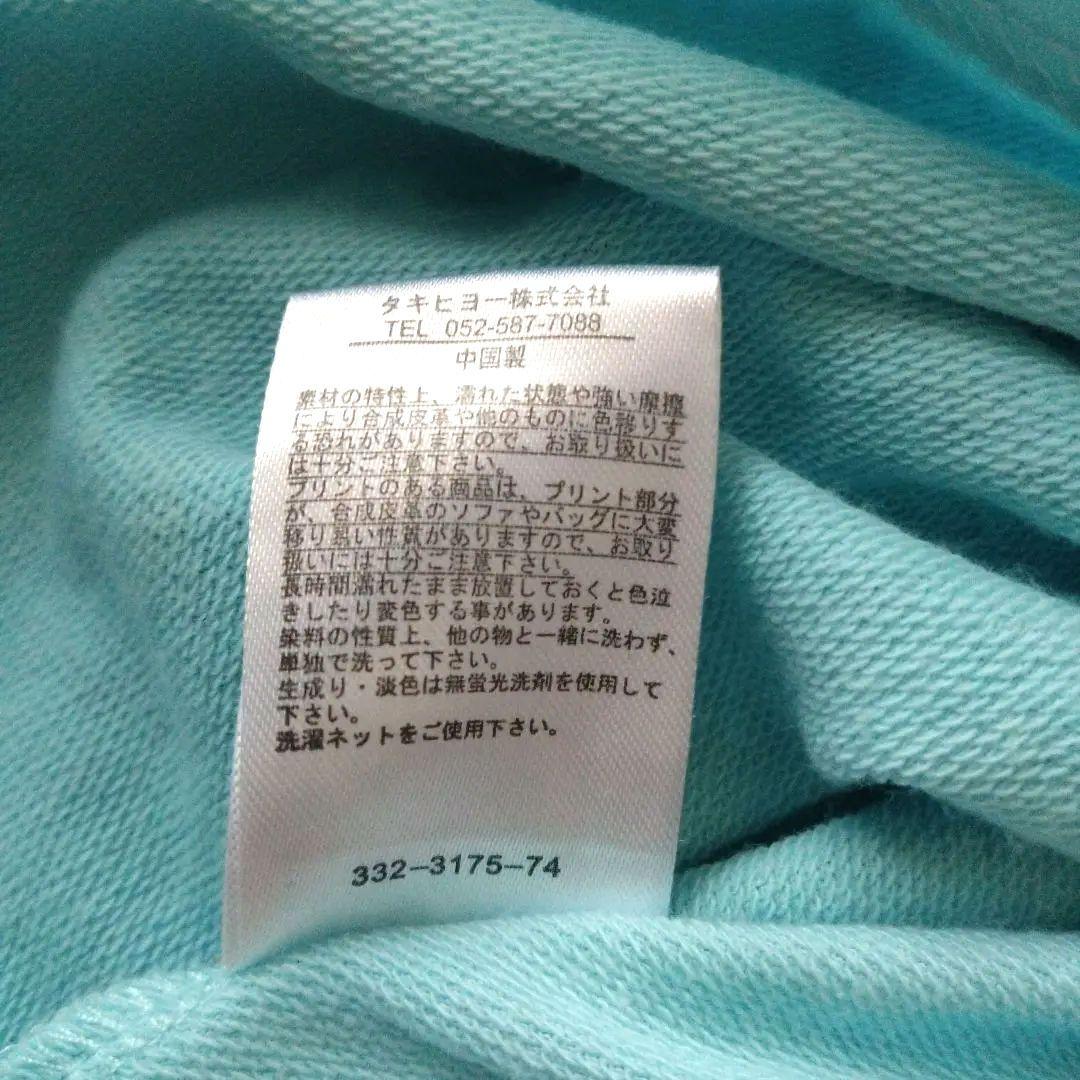 タキヒヨー株式会社
TEL 052-587-7088
中国製
素材の特性上、濡れた状態や強い摩擦
により合成皮革や他のものに色移りす
る恐れがありますので、お取り扱いに
は十分ご注意下さい。
プリントのある商品は、プリント部分
が、合成皮革のソファやバッグに大変
移り易い性質がありますので、お取り
扱いには十分ご注意下さい。
長時間濡れたまま放置しておくと色泣
きしたり変色する事があります。
染料の性質上、他の物と一緒に洗わず、
単独で洗って下さい。
生成り・淡色は無蛍光洗剤を使用して
下さい。
洗濯ネットをご使用下さい。
332-3175-74